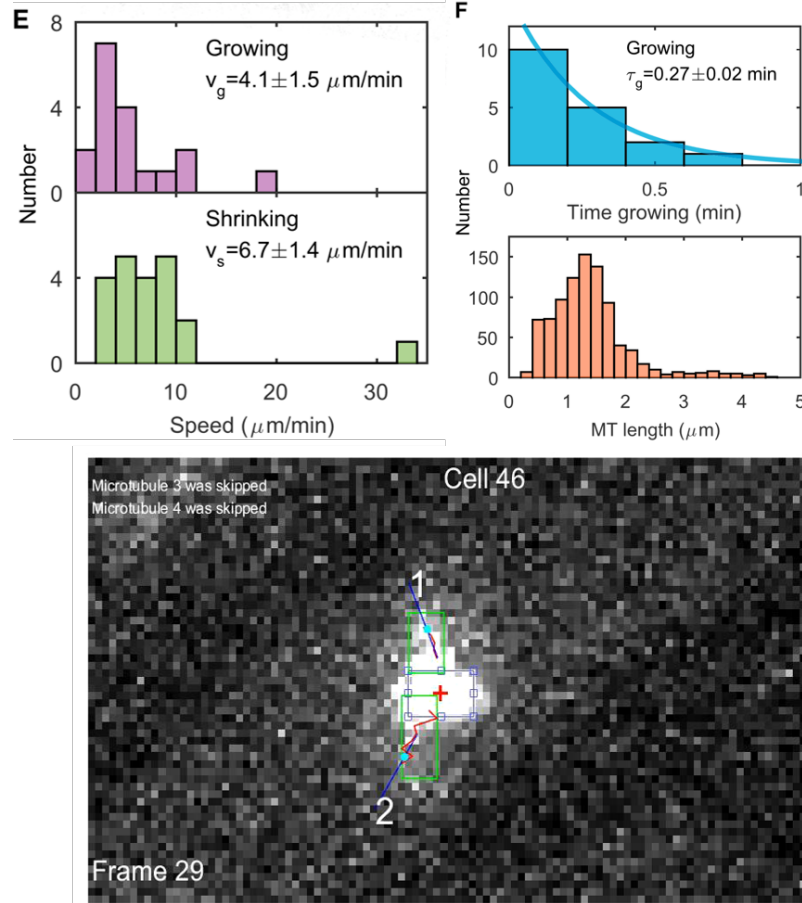 E
8
4
0
Growing
v_g=4.1±1.5 μm/min
Shrinking
v_s=6.7±1.4 μm/min
4
0
0
10
20
30
Number
Speed (μm/min)
F
10
5
0
Growing
τ_g=0.27±0.02 min
0
0.5
1
Time growing (min)
Number
150
100
50
0
0
1
2
3
4
5
MT length (μm)
Microtubule 3 was skipped
Microtubule 4 was skipped
Cell 46
1
2
Frame 29